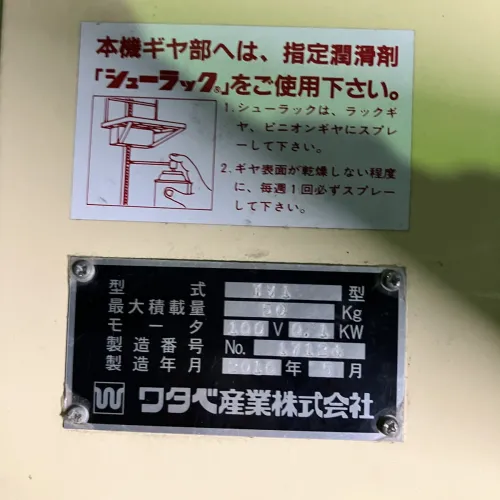 本機ギヤ部へは、指定潤滑剤
「シューラック®」をご使用下さい。
1.シューラックは、ラックギ
ヤ、ピニオンギヤにスプレ
ーして下さい。
2.ギヤ表面が乾燥しない程度
に、毎週1回必ずスプレー
して下さい。
型式 型
最大積載量 50 Kg
モータ 100 V 0.1 KW
製造番号 No.
製造年月 年 月
ワタベ産業株式会社